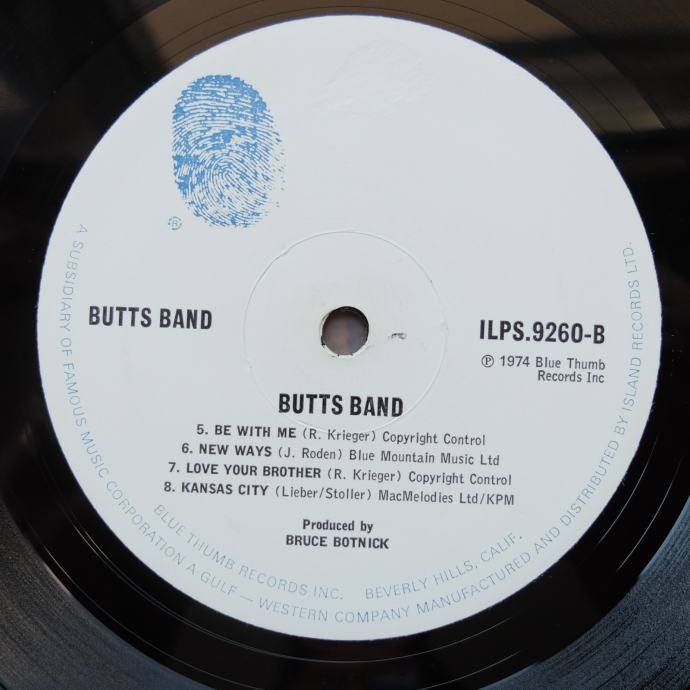 ®
BUTTS BAND
ILPS.9260-B
℗ 1974 Blue Thumb
Records Inc
BUTTS BAND
5. BE WITH ME (R. Krieger) Copyright Control
6. NEW WAYS (J. Roden) Blue Mountain Music Ltd
7. LOVE YOUR BROTHER (R. Krieger) Copyright Control
8. KANSAS CITY (Lieber/Stoller) MacMelodies Ltd/KPM
Produced by
BRUCE BOTNICK
BLUE THUMB RECORDS INC. BEVERLY HILLS, CALIF.
A SUBSIDIARY OF FAMOUS MUSIC CORPORATION A GULF — WESTERN COMPANY MANUFACTURED AND DISTRIBUTED BY ISLAND RECORDS LTD.